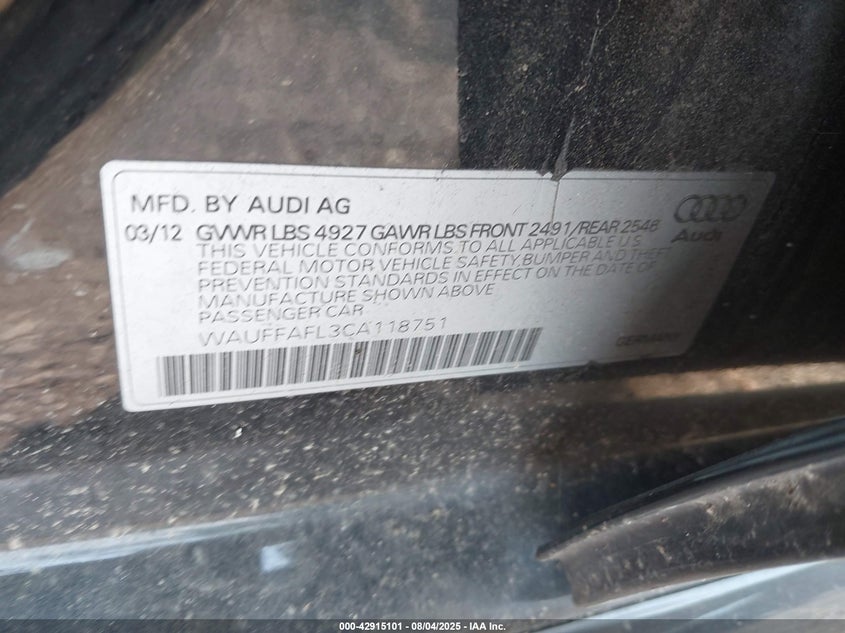 MFD. BY AUDI AG
03/12 GVWR LBS 4927 GAWR LBS FRONT 2491/REAR 2548
THIS VEHICLE CONFORMS TO ALL APPLICABLE U.S.
FEDERAL MOTOR VEHICLE SAFETY BUMPER AND THEFT
PREVENTION STANDARDS IN EFFECT ON THE DATE OF
MANUFACTURE SHOWN ABOVE
PASSENGER CAR
WAUFFAFL3CA118751
Audi
GERMANY
000-42915101 - 08/04/2025 - IAA Inc.